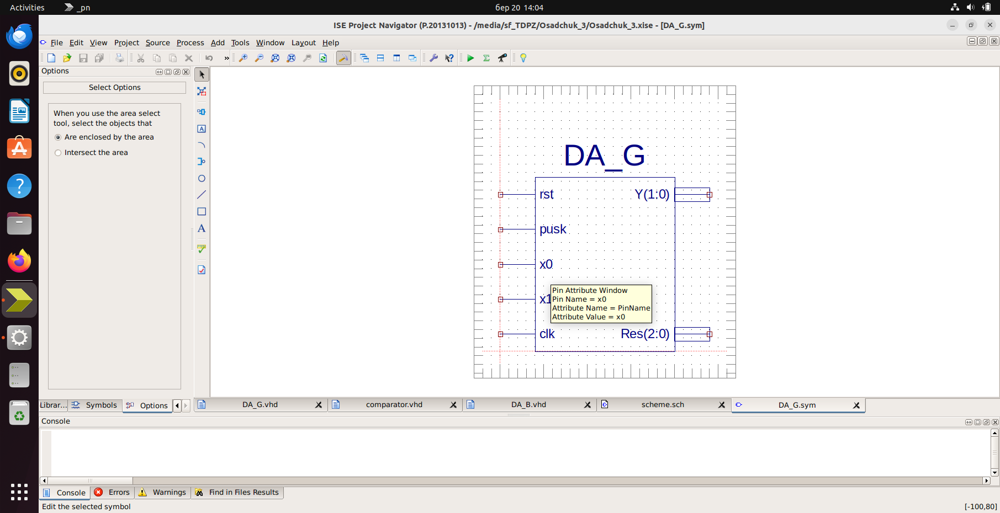 Activities
_pn
бер 20 14:04
ISE Project Navigator (P.20131013) - /media/sf_TDPZ/Osadchuk_3/Osadchuk_3.xise - [DA_G.sym]
File Edit View Project Source Process Add Tools Window Layout Help
Options
Select Options
When you use the area select
tool, select the objects that
Are enclosed by the area
Intersect the area
DA_G
rst
Y(1:0)
pusk
x0
x1
Pin Attribute Window
Pin Name = x0
Attribute Name = PinName
Attribute Value = x0
clk
Res(2:0)
Librar... Symbols Options
DA_G.vhd
comparator.vhd
DA_B.vhd
scheme.sch
DA_G.sym
Console
Console Errors Warnings Find in Files Results
Edit the selected symbol
[-100,80]